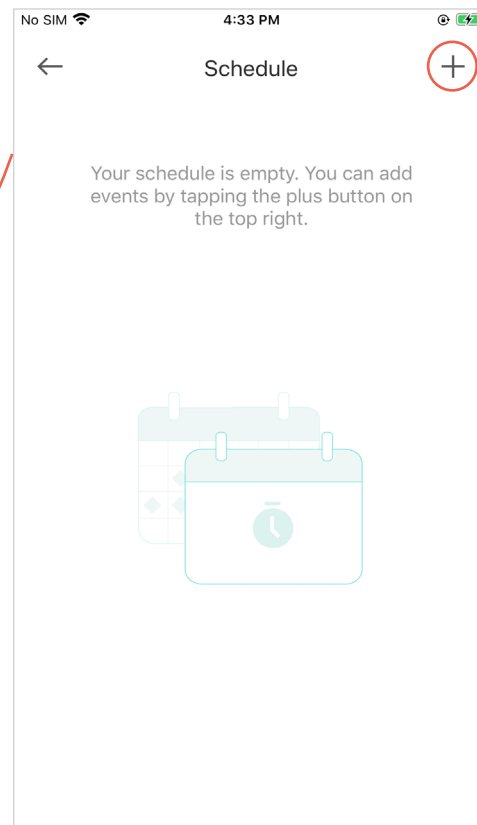 No SIM 4:33 PM
Schedule
Your schedule is empty. You can add
events by tapping the plus button on
the top right.